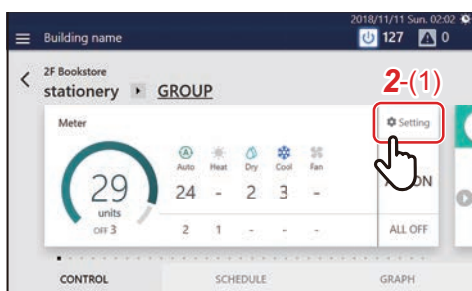 2018/11/11 Sun. 02:02
Building name
127
0
2F Bookstore
stationery
GROUP
2-(1)
Meter
Setting
A
Auto Heat Dry Cool Fan
29
units
OFF 3
24 - 2 3 -
2 1 - - -
ON
ALL OFF
CONTROL SCHEDULE GRAPH